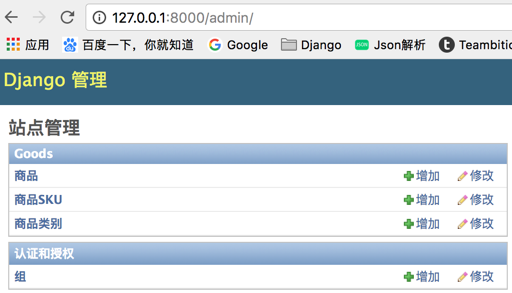 127.0.0.1:8000/admin/
应用 百度一下，你就知道 Google Django Json解析 Teambitio
Django 管理
站点管理
Goods
商品 增加 修改
商品SKU 增加 修改
商品类别 增加 修改
认证和授权
组 增加 修改